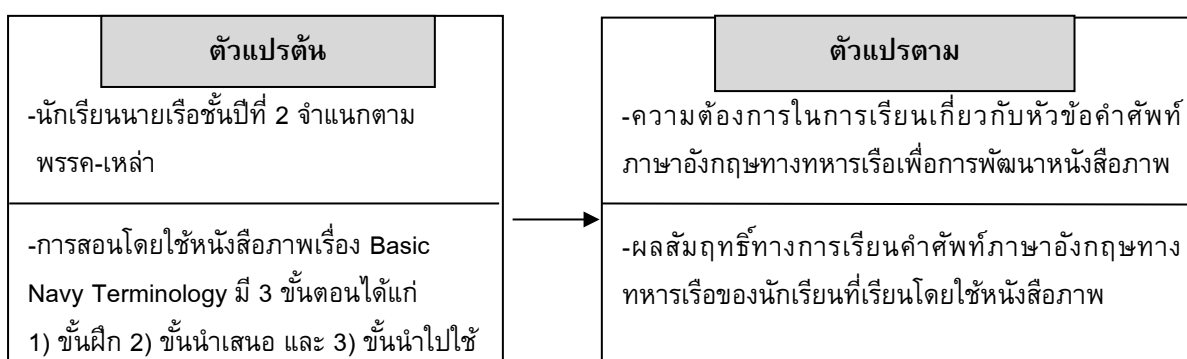 ตัวแปรต้น
-นักเรียนนายเรือชั้นปีที่ 2 จำแนกตาม
พรรค-เหล่า
-การสอนโดยใช้หนังสือภาพเรื่อง Basic
Navy Terminology มี 3 ขั้นตอนได้แก่
1) ขั้นฝึก 2) ขั้นนำเสนอ และ 3) ขั้นนำไปใช้
ตัวแปรตาม
-ความต้องการในการเรียนเกี่ยวกับหัวข้อคำศัพท์
ภาษาอังกฤษทางทหารเรือเพื่อการพัฒนาหนังสือภาพ
-ผลสัมฤทธิ์ทางการเรียนคำศัพท์ภาษาอังกฤษทาง
ทหารเรือของนักเรียนที่เรียนโดยใช้หนังสือภาพ